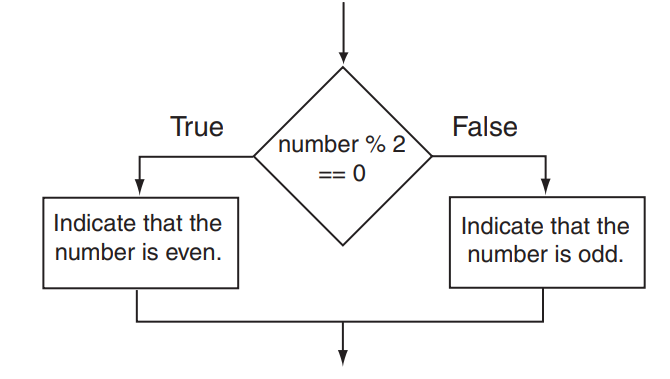 True
False
number % 2
== 0
Indicate that the
number is even.
Indicate that the
number is odd.